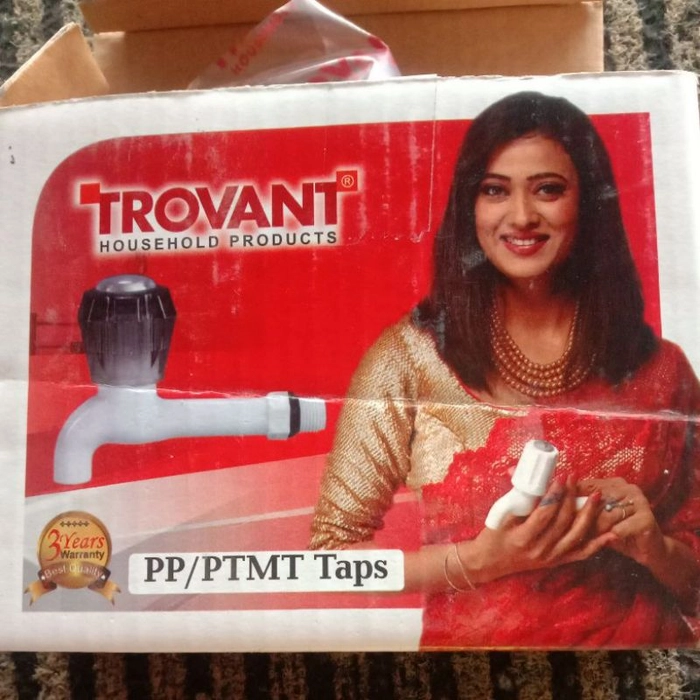 TROVANT®
HOUSEHOLD PRODUCTS
3 Years
Warranty
Best Quality
PP/PTMT Taps